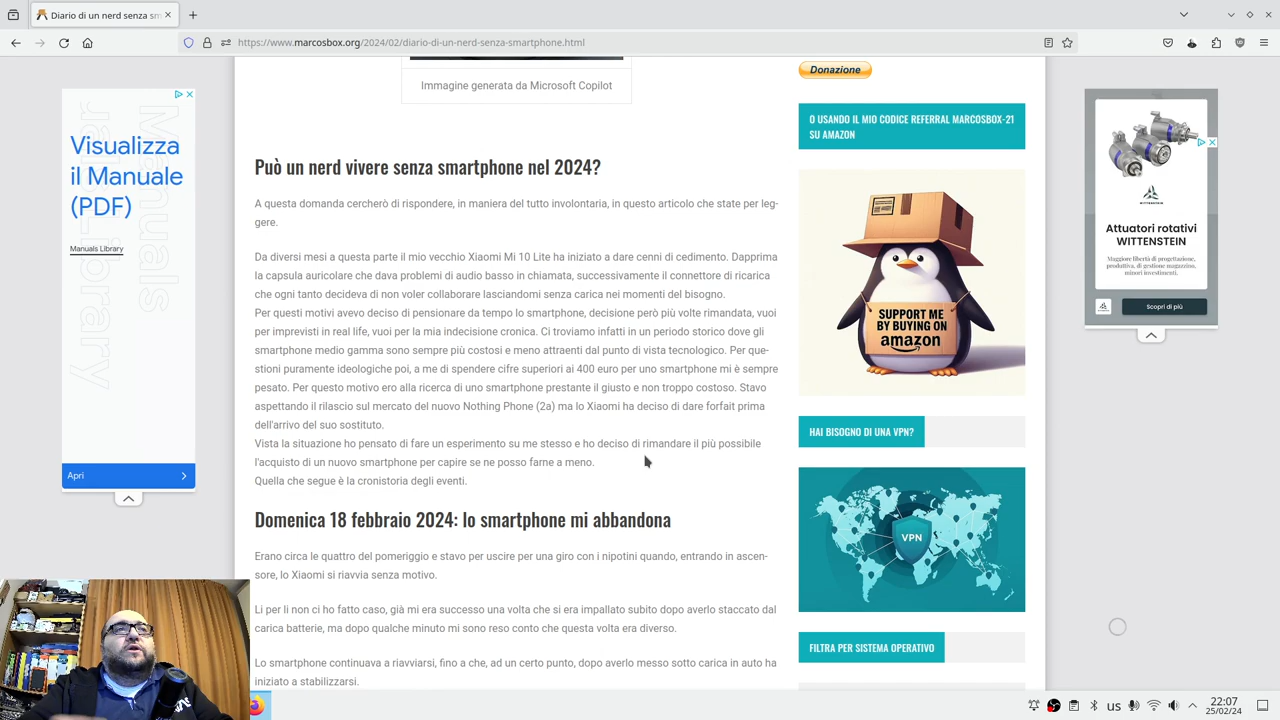 Diario di un nerd senza sm
https://www.marcosbox.org/2024/02/diario-di-un-nerd-senza-smartphone.html
Immagine generata da Microsoft Copilot
Può un nerd vivere senza smartphone nel 2024?
A questa domanda cercherò di rispondere, in maniera del tutto involontaria, in questo articolo che state per leg-
gere.
Da diversi mesi a questa parte il mio vecchio Xiaomi Mi 10 Lite ha iniziato a dare cenni di cedimento. Dapprima
la capsula auricolare che dava problemi di audio basso in chiamata, successivamente il connettore di ricarica
che ogni tanto decideva di non voler collaborare lasciandomi senza carica nei momenti del bisogno.
Per questi motivi avevo deciso di pensionare da tempo lo smartphone, decisione però più volte rimandata, vuoi
per imprevisti in real life, vuoi per la mia indecisione cronica. Ci troviamo infatti in un periodo storico dove gli
smartphone medio gamma sono sempre più costosi e meno attraenti dal punto di vista tecnologico. Per que-
stioni puramente ideologiche poi, a me di spendere cifre superiori ai 400 euro per uno smartphone mi è sempre
pesato. Per questo motivo ero alla ricerca di uno smartphone prestante il giusto e non troppo costoso. Stavo
aspettando il rilascio sul mercato del nuovo Nothing Phone (2a) ma lo Xiaomi ha deciso di dare forfait prima
dell'arrivo del suo sostituto.
Vista la situazione ho pensato di fare un esperimento su me stesso e ho deciso di rimandare il più possibile
l'acquisto di un nuovo smartphone per capire se ne posso farne a meno.
Quella che segue è la cronistoria degli eventi.
Domenica 18 febbraio 2024: lo smartphone mi abbandona
Erano circa le quattro del pomeriggio e stavo per uscire per una giro con i nipotini quando, entrando in ascen-
sore, lo Xiaomi si riavvia senza motivo.
Li per li non ci ho fatto caso, già mi era successo una volta che si era impallato subito dopo averlo staccato dal
carica batterie, ma dopo qualche minuto mi sono reso conto che questa volta era diverso.
Lo smartphone continuava a riavviarsi, fino a che, ad un certo punto, dopo averlo messo sotto carica in auto ha
iniziato a stabilizzarsi.
Visualizza
il Manuale
(PDF)
Manuals Library
Manuals
Library
Apri
Donazione
O USANDO IL MIO CODICE REFERRAL MARCOSBOX-21
SU AMAZON
SUPPORT ME
BY BUYING ON
amazon
HAI BISOGNO DI UNA VPN?
VPN
FILTRA PER SISTEMA OPERATIVO
WITTENSTEIN
Attuatori rotativi
WITTENSTEIN
Maggiore libertà di progettazione,
produttiva, di gestione magazzino,
minori investimenti.
Scopri di più
us
22:07
25/02/24